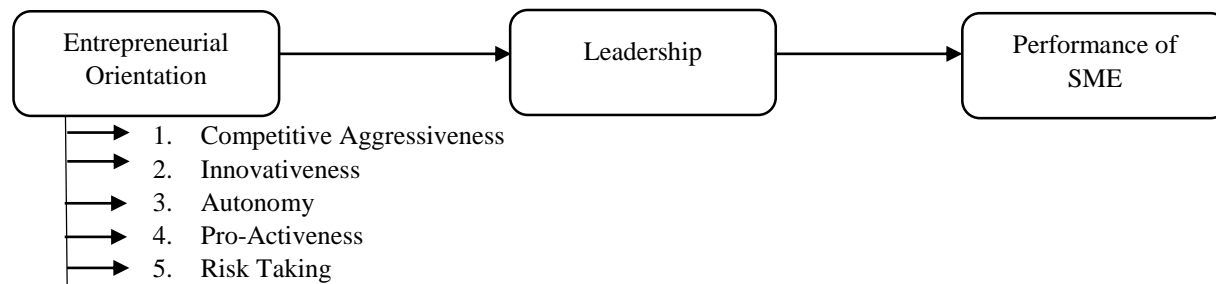 Entrepreneurial
Orientation
Leadership
Performance of
SME
1. Competitive Aggressiveness
2. Innovativeness
3. Autonomy
4. Pro-Activeness
5. Risk Taking